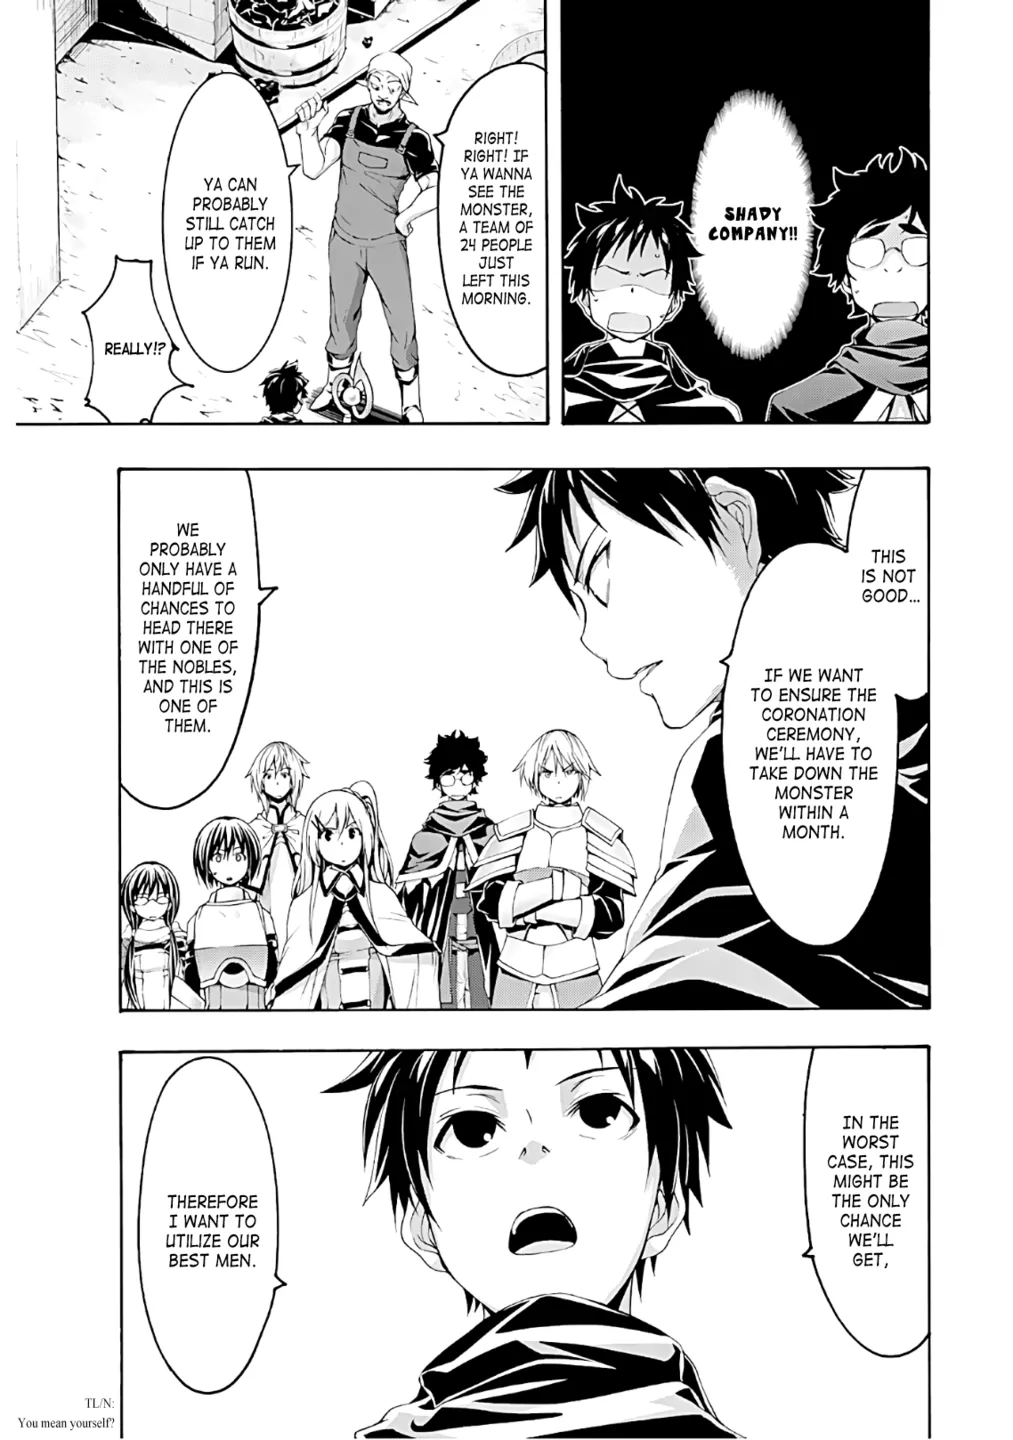 SHADY
COMPANY!!
RIGHT!
RIGHT! IF
YA WANNA
SEE THE
MONSTER,
A TEAM OF
24 PEOPLE
JUST
LEFT THIS
MORNING.
YA CAN
PROBABLY
STILL CATCH
UP TO THEM
IF YA RUN.
REALLY!?
THIS
IS NOT
GOOD...
IF WE WANT
TO ENSURE THE
CORONATION
CEREMONY,
WE'LL HAVE TO
TAKE DOWN THE
MONSTER
WITHIN A
MONTH.
WE
PROBABLY
ONLY HAVE A
HANDFUL OF
CHANCES TO
HEAD THERE
WITH ONE OF
THE NOBLES,
AND THIS IS
ONE OF
THEM.
IN THE
WORST
CASE, THIS
MIGHT BE
THE ONLY
CHANCE
WE'LL
GET,
THEREFORE
I WANT TO
UTILIZE OUR
BEST MEN.
TL/N:
You mean yourself?